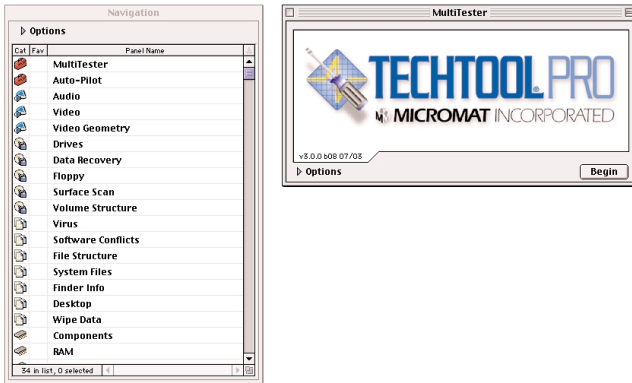 Navigation
Options
Cat Fav Panel Name
MultiTester
Auto-Pilot
Audio
Video
Video Geometry
Drives
Data Recovery
Floppy
Surface Scan
Volume Structure
Virus
Software Conflicts
File Structure
System Files
Finder Info
Desktop
Wipe Data
Components
RAM
34 in list, 0 selected
MultiTester
TECHTOOL PRO
MICROMAT INCORPORATED
v3.0.0 b08 07/03
Options
Begin